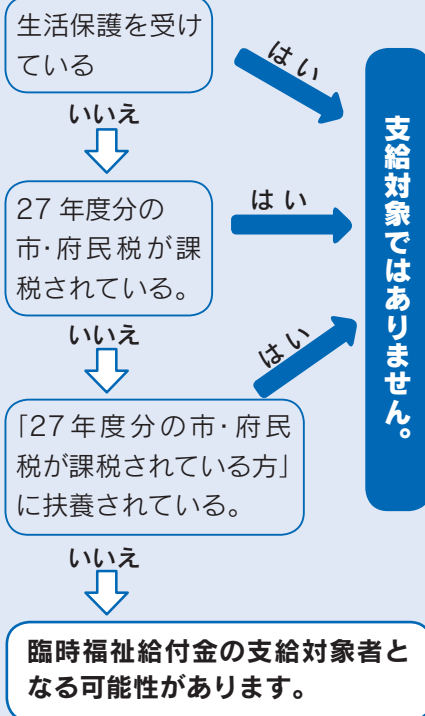 生活保護を受け
ている
はい
いいえ
27 年度分の
市・府民税が課
税されている。
はい
いいえ
「27年度分の市・府民
税が課税されている方」
に扶養されている。
はい
支給対象ではありません。
いいえ
臨時福祉給付金の支給対象者と
なる可能性があります。